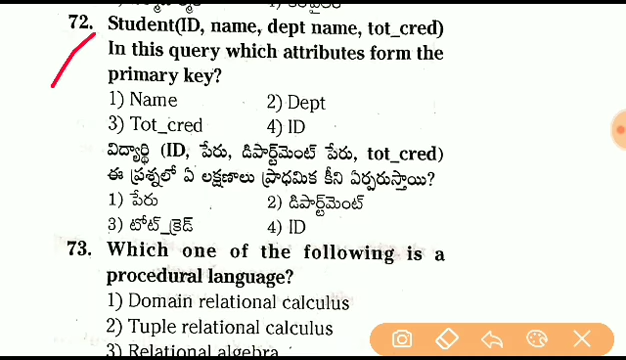 72. Student(ID, name, dept name, tot_cred)
In this query which attributes form the
primary key?
1) Name 2) Dept
3) Tot_cred 4) ID
విద్యార్థి (ID, పేరు, డిపార్ట్‌మెంట్ పేరు, tot_cred)
ఈ ప్రశ్నలో ఏ లక్షణాలు ప్రాధమిక కీని ఏర్పరుస్తాయి?
1) పేరు 2) డిపార్ట్‌మెంట్
3) టోట్_క్రెడ్ 4) ID
73. Which one of the following is a
procedural language?
1) Domain relational calculus
2) Tuple relational calculus
3) Relational algebra